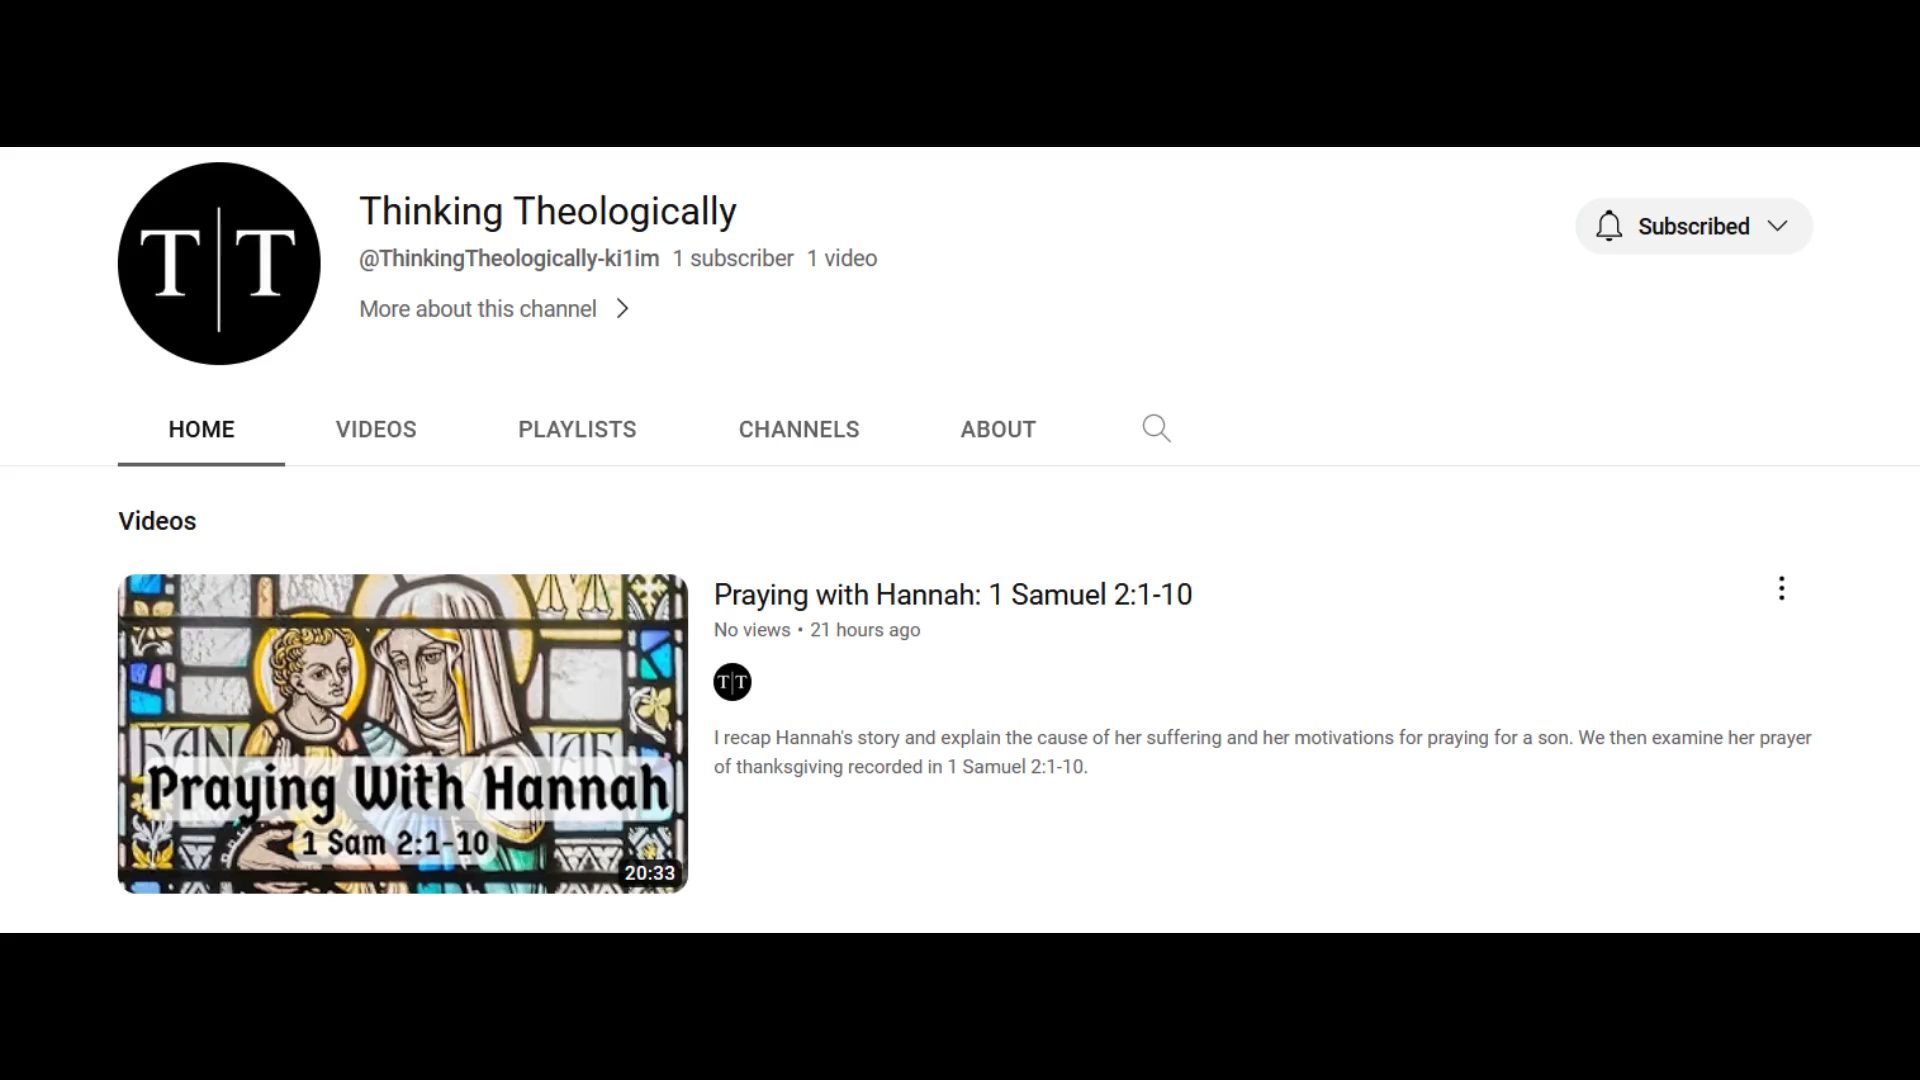 T|T
Thinking Theologically
@ThinkingTheologically-ki1im 1 subscriber 1 video
More about this channel
Subscribed
HOME VIDEOS PLAYLISTS CHANNELS ABOUT
Videos
Praying With Hannah
1 Sam 2:1-10
20:33
Praying with Hannah: 1 Samuel 2:1-10
No views • 21 hours ago
T|T
I recap Hannah's story and explain the cause of her suffering and her motivations for praying for a son. We then examine her prayer
of thanksgiving recorded in 1 Samuel 2:1-10.